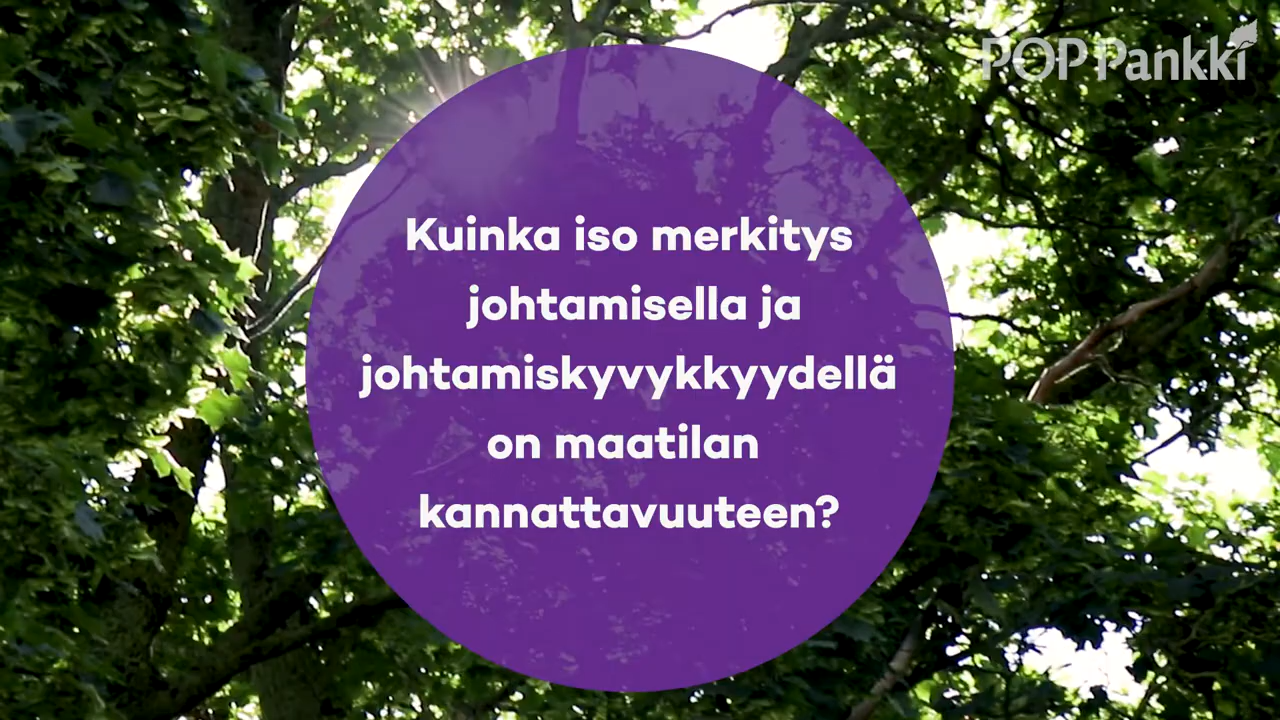 POP Pankki
Kuinka iso merkitys
johtamisella ja
johtamiskyvykkyydellä
on maatilan
kannattavuuteen?